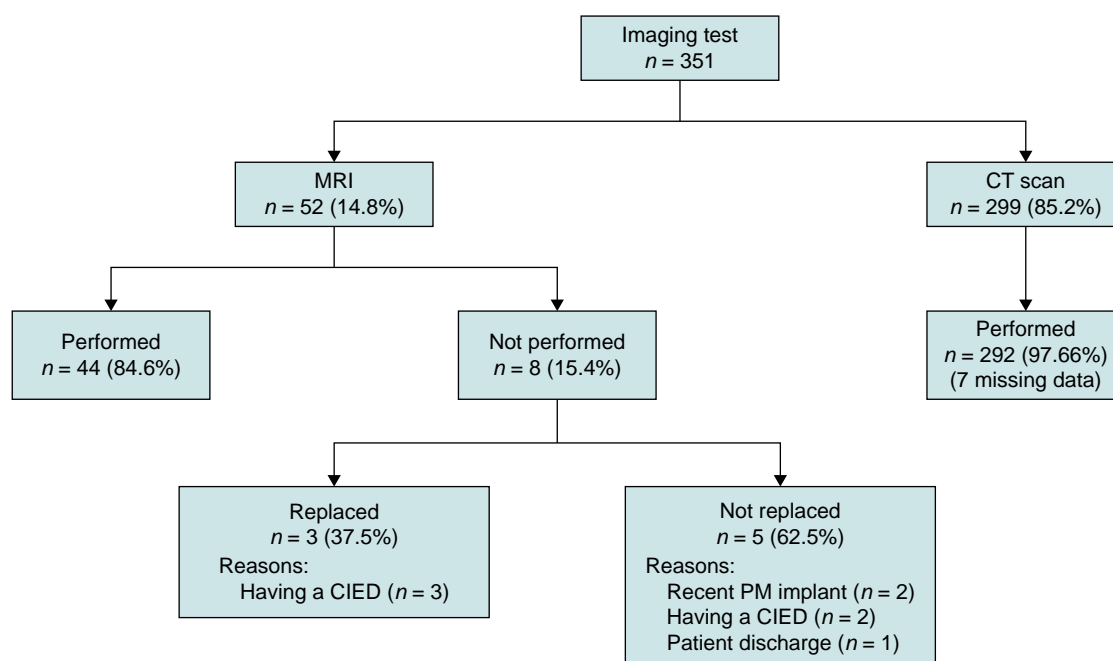 Imaging test
n = 351
MRI
n = 52 (14.8%)
CT scan
n = 299 (85.2%)
Performed
n = 44 (84.6%)
Not performed
n = 8 (15.4%)
Performed
n = 292 (97.66%)
(7 missing data)
Replaced
n = 3 (37.5%)
Reasons:
Having a CIED (n = 3)
Not replaced
n = 5 (62.5%)
Reasons:
Recent PM implant (n = 2)
Having a CIED (n = 2)
Patient discharge (n = 1)